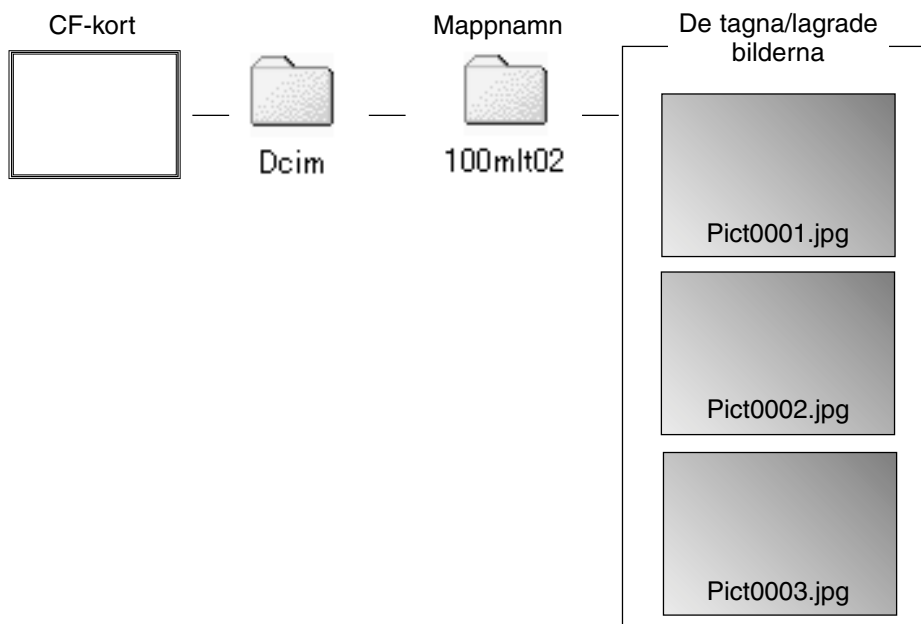 CF-kort
Mappnamn
De tagna/lagrade
bilderna
Dcim
100mlt02
Pict0001.jpg
Pict0002.jpg
Pict0003.jpg